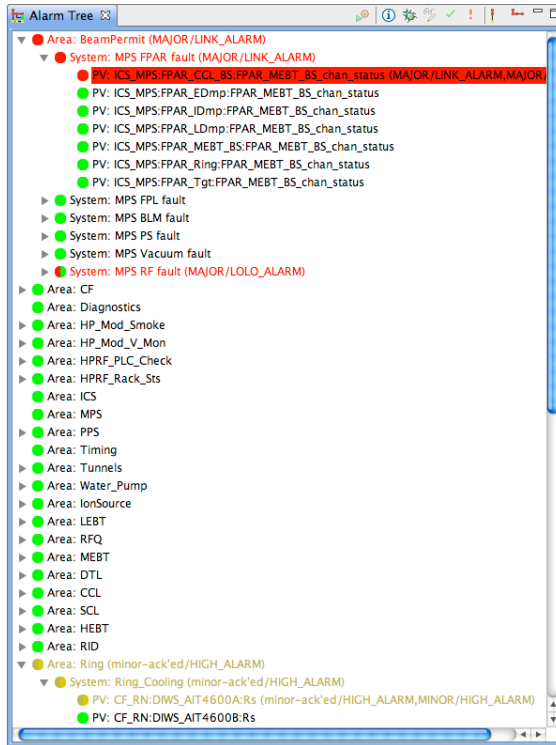 Alarm Tree
Area: BeamPermit (MAJOR/LINK_ALARM)
System: MPS FPAR fault (MAJOR/LINK_ALARM)
PV: ICS_MPS:FPAR_CCL_BS:FPAR_MEBT_BS_chan_status (MAJOR/LINK_ALARM,MAJOR/
PV: ICS_MPS:FPAR_EDmp:FPAR_MEBT_BS_chan_status
PV: ICS_MPS:FPAR_IDmp:FPAR_MEBT_BS_chan_status
PV: ICS_MPS:FPAR_LDmp:FPAR_MEBT_BS_chan_status
PV: ICS_MPS:FPAR_MEBT_BS:FPAR_MEBT_BS_chan_status
PV: ICS_MPS:FPAR_Ring:FPAR_MEBT_BS_chan_status
PV: ICS_MPS:FPAR_Tgt:FPAR_MEBT_BS_chan_status
System: MPS FPL fault
System: MPS BLM fault
System: MPS PS fault
System: MPS Vacuum fault
System: MPS RF fault (MAJOR/LOLO_ALARM)
Area: CF
Area: Diagnostics
Area: HP_Mod_Smoke
Area: HP_Mod_V_Mon
Area: HPRF_PLC_Check
Area: HPRF_Rack_Sts
Area: ICS
Area: MPS
Area: PPS
Area: Timing
Area: Tunnels
Area: Water_Pump
Area: IonSource
Area: LEBT
Area: RFQ
Area: MEBT
Area: DTL
Area: CCL
Area: SCL
Area: HEBT
Area: RID
Area: Ring (minor-ack'ed/HIGH_ALARM)
System: Ring_Cooling (minor-ack'ed/HIGH_ALARM)
PV: CF_RN:DIWS_AIT4600A:Rs (minor-ack'ed/HIGH_ALARM,MINOR/HIGH_ALARM)
PV: CF_RN:DIWS_AIT4600B:Rs